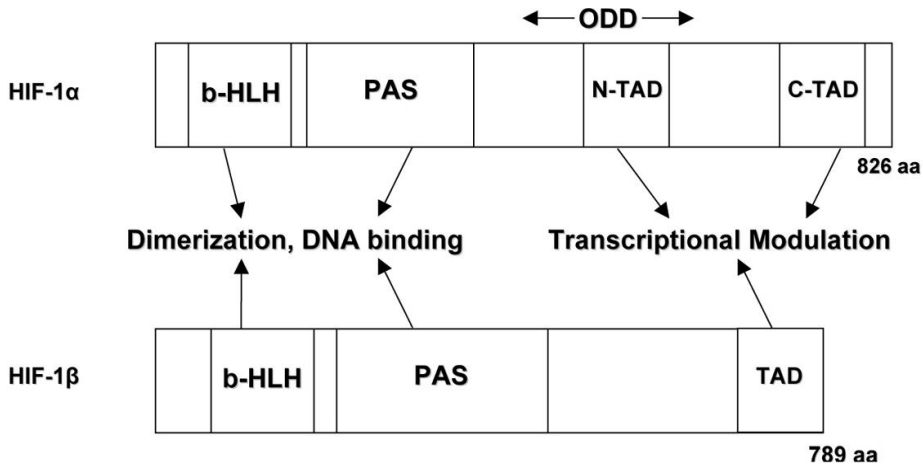 ODD
HIF-1α b-HLH PAS N-TAD C-TAD
826 aa
Dimerization, DNA binding Transcriptional Modulation
HIF-1β b-HLH PAS TAD
789 aa